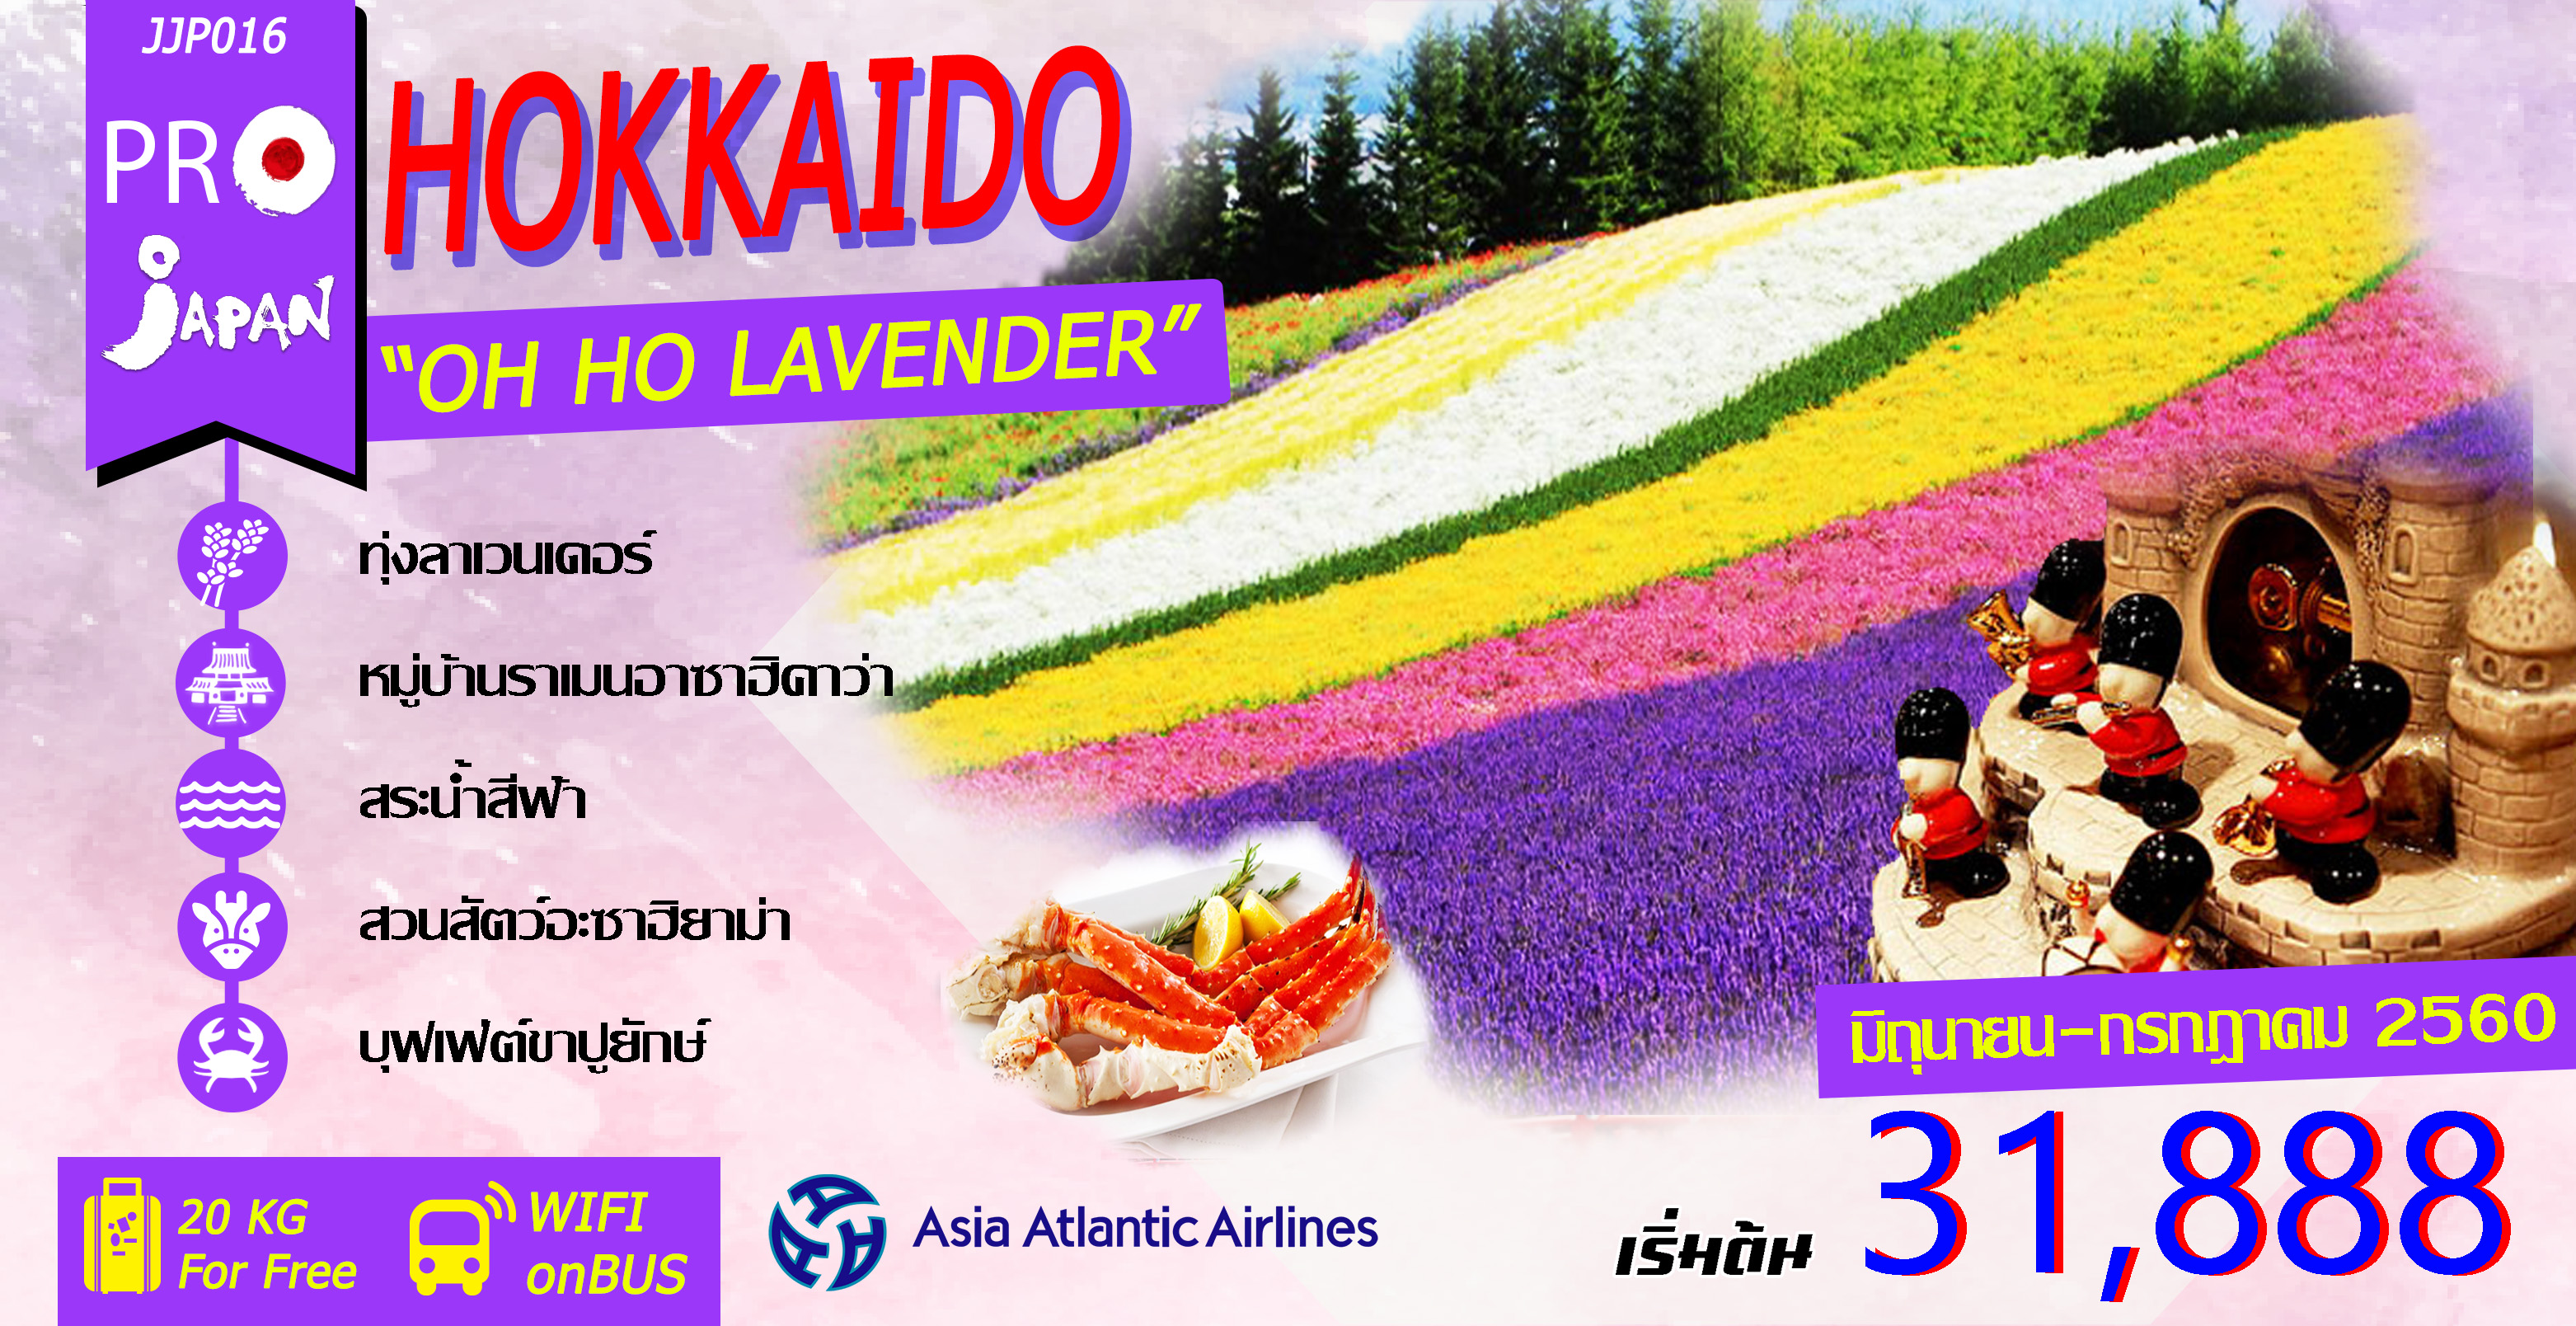 JJP016
PRO
JAPAN
HOKKAIDO
“OH HO LAVENDER”
ทุ่งลาเวนเดอร์
หมู่บ้านราเมนอาซาฮิคาว่า
สระน้ำสีฟ้า
สวนสัตว์อะซาฮิยาม่า
บุฟเฟต์ขาปูยักษ์
20 KG
For Free
WIFI
onBUS
Asia Atlantic Airlines
มิถุนายน-กรกฎาคม 2560
เริ่มต้น 31,888